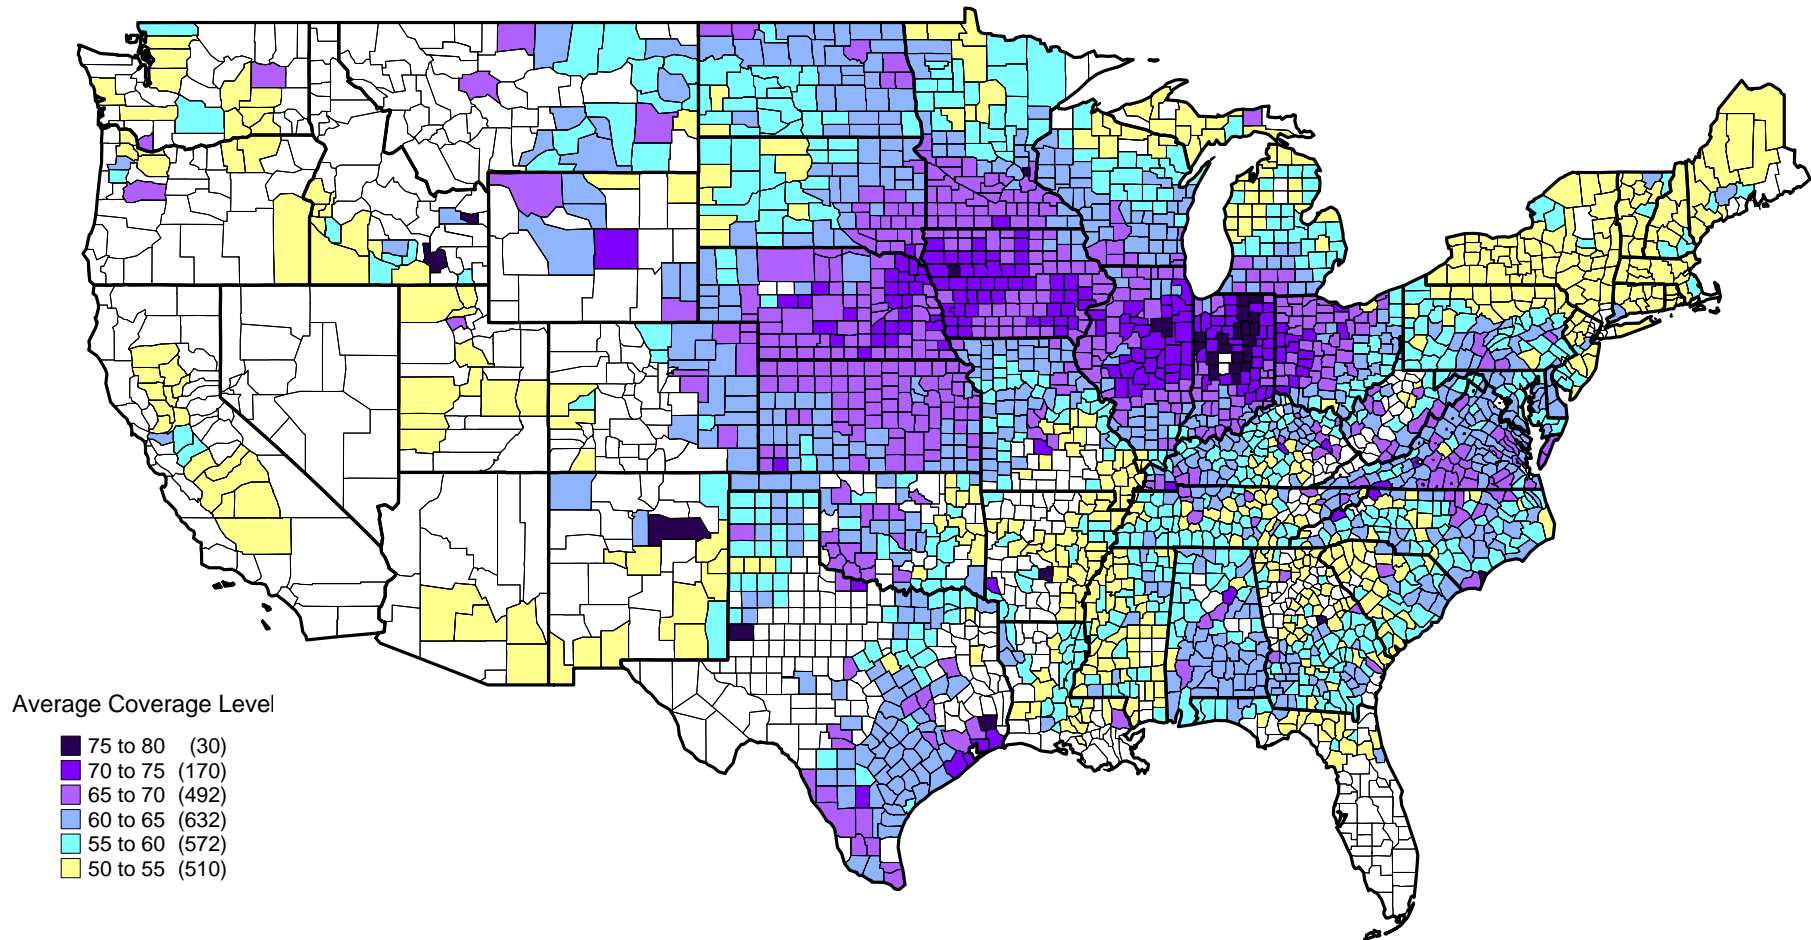 Average Coverage Level
75 to 80 (30)
70 to 75 (170)
65 to 70 (492)
60 to 65 (632)
55 to 60 (572)
50 to 55 (510)